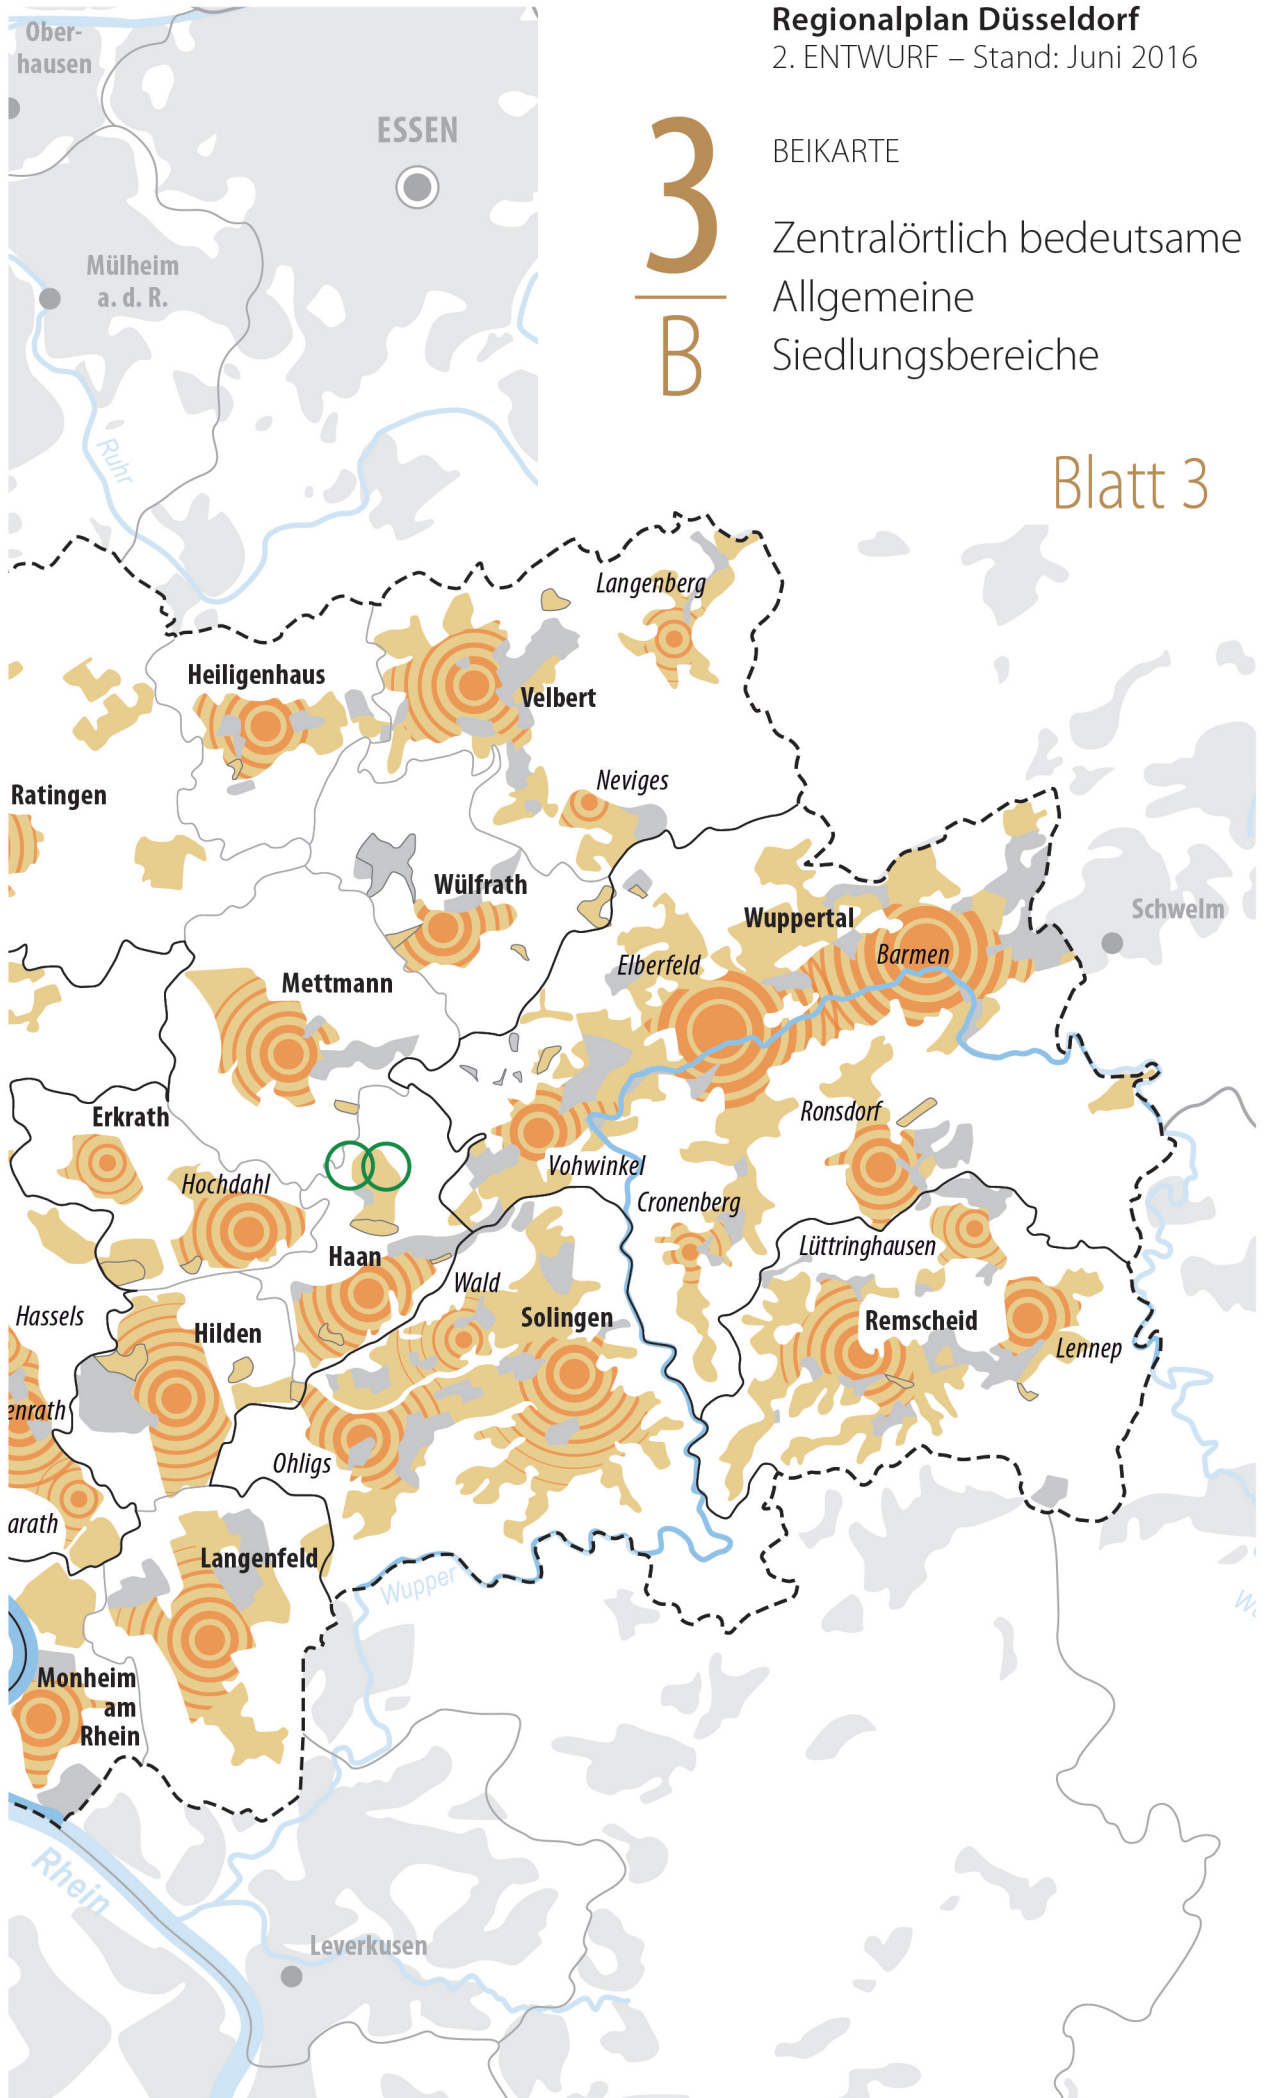 Regionalplan Düsseldorf
2. ENTWURF – Stand: Juni 2016
3
B
BEIKARTE
Zentralörtlich bedeutsame
Allgemeine
Siedlungsbereiche
Blatt 3
Ober-
hausen
ESSEN
Mülheim
a. d. R.
Ruhr
Langenberg
Heiligenhaus
Velbert
Neviges
Ratingen
Wülfrath
Wuppertal
Schwelm
Barmen
Elberfeld
Mettmann
Erkrath
Ronsdorf
Vohwinkel
Hochdahl
Cronenberg
Lüttringhausen
Haan
Wald
Hassels
Solingen
Remscheid
Hilden
Lennep
enrath
Ohligs
arath
Langenfeld
Wupper
Monheim
am
Rhein
Rhein
Leverkusen